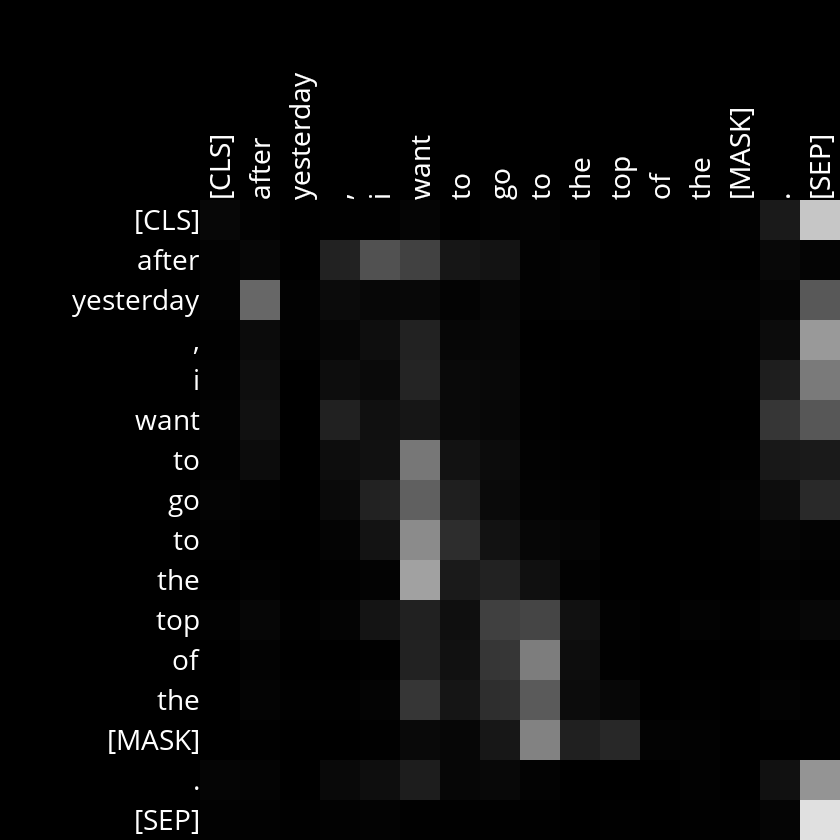 [CLS] after yesterday , i want to go to the top of the [MASK] . [SEP]
[CLS]
after
yesterday
,
i
want
to
go
to
the
top
of
the
[MASK]
.
[SEP]